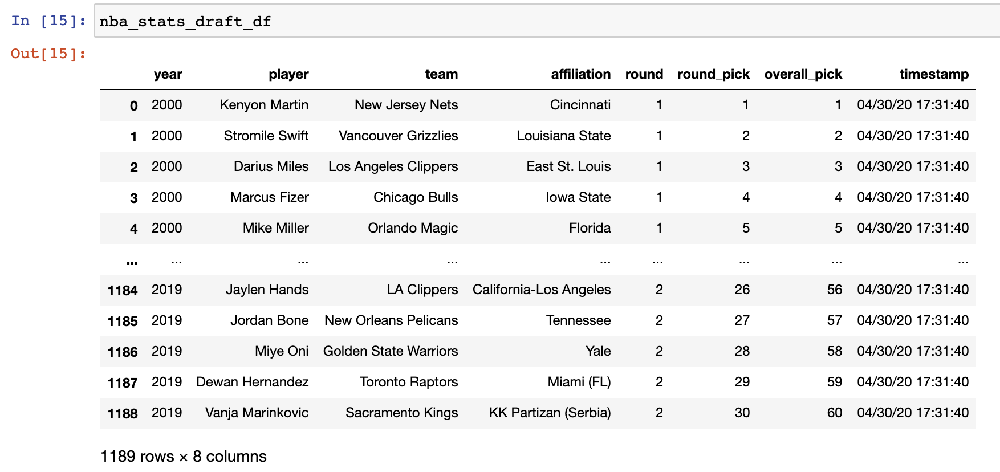 In [15]: nba_stats_draft_df
Out[15]:
year player team affiliation round round_pick overall_pick timestamp
0 2000 Kenyon Martin New Jersey Nets Cincinnati 1 1 1 04/30/20 17:31:40
1 2000 Stromile Swift Vancouver Grizzlies Louisiana State 1 2 2 04/30/20 17:31:40
2 2000 Darius Miles Los Angeles Clippers East St. Louis 1 3 3 04/30/20 17:31:40
3 2000 Marcus Fizer Chicago Bulls Iowa State 1 4 4 04/30/20 17:31:40
4 2000 Mike Miller Orlando Magic Florida 1 5 5 04/30/20 17:31:40
... ... ... ... ... ... ... ... ...
1184 2019 Jaylen Hands LA Clippers California-Los Angeles 2 26 56 04/30/20 17:31:40
1185 2019 Jordan Bone New Orleans Pelicans Tennessee 2 27 57 04/30/20 17:31:40
1186 2019 Miye Oni Golden State Warriors Yale 2 28 58 04/30/20 17:31:40
1187 2019 Dewan Hernandez Toronto Raptors Miami (FL) 2 29 59 04/30/20 17:31:40
1188 2019 Vanja Marinkovic Sacramento Kings KK Partizan (Serbia) 2 30 60 04/30/20 17:31:40
1189 rows × 8 columns